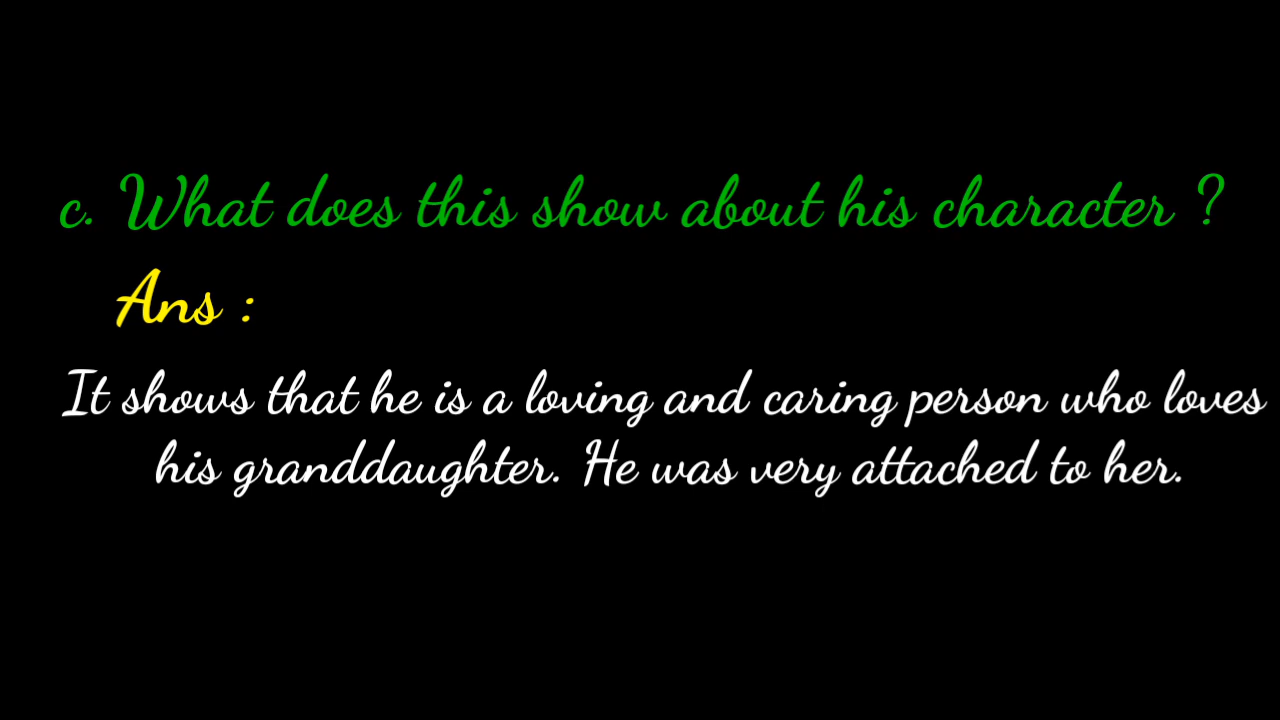 c. What does this show about his character ?
Ans :
It shows that he is a loving and caring person who loves
his granddaughter. He was very attached to her.